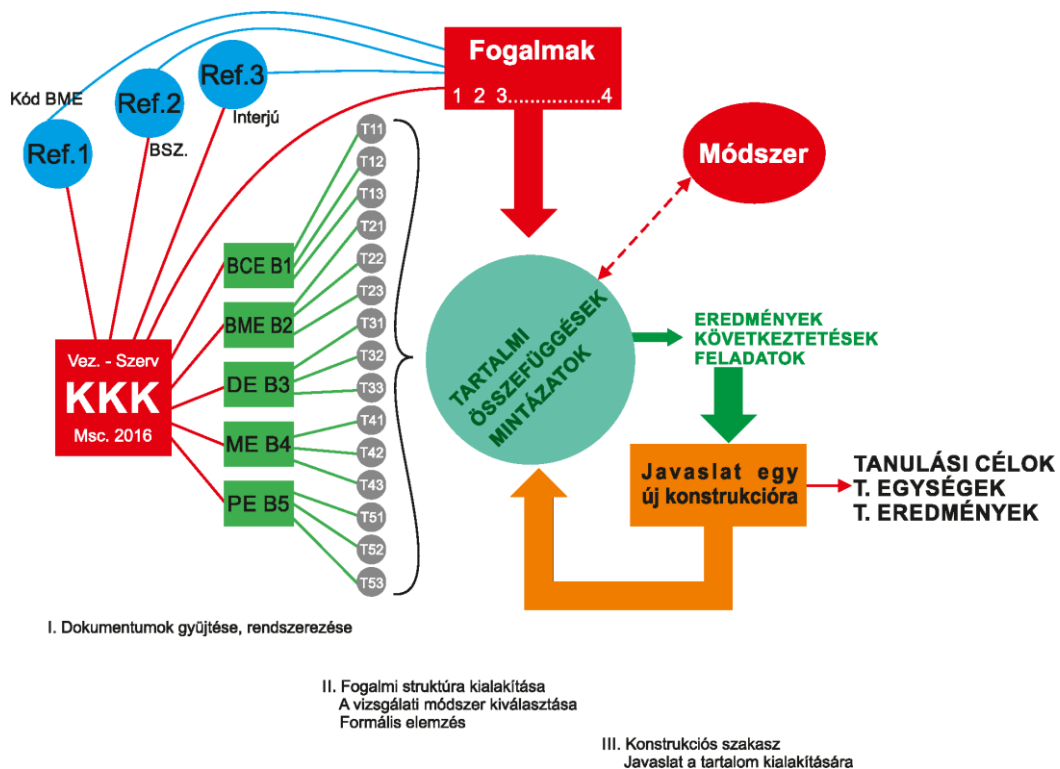 Kód BME
Ref.1
Ref.2
BSZ.
Ref.3
Interjú
Fogalmak
1 2 3................4
Módszer
Vez. - Szerv
KKK
Msc. 2016
BCE B1
BME B2
DE B3
ME B4
PE B5
T11
T12
T13
T21
T22
T23
T31
T32
T33
T41
T42
T43
T51
T52
T53
TARTALMI
ÖSSZEFÜGGÉSEK
MINTÁZATOK
EREDMÉNYEK
KÖVETKEZTETÉSEK
FELADATOK
Javaslat egy
új konstrukcióra
TANULÁSI CÉLOK
T. EGYSÉGEK
T. EREDMÉNYEK
I. Dokumentumok gyűjtése, rendszerezése
II. Fogalmi struktúra kialakítása
A vizsgálati módszer kiválasztása
Formális elemzés
III. Konstrukciós szakasz
Javaslat a tartalom kialakítására